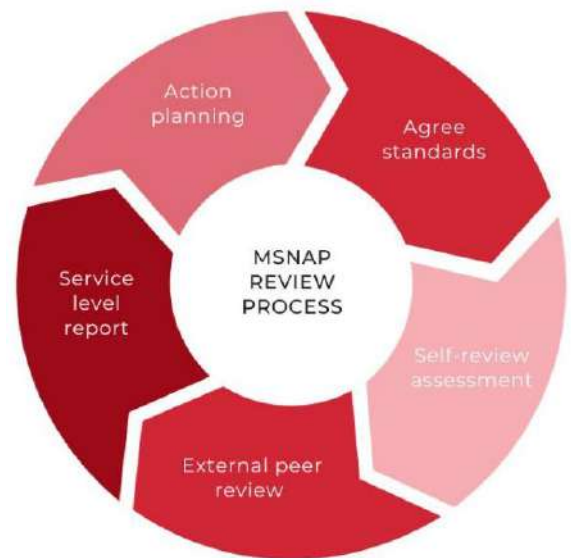 Action
planning
Agree
standards
MSNAP
REVIEW
PROCESS
Service
level
report
Self-review
assessment
External peer
review